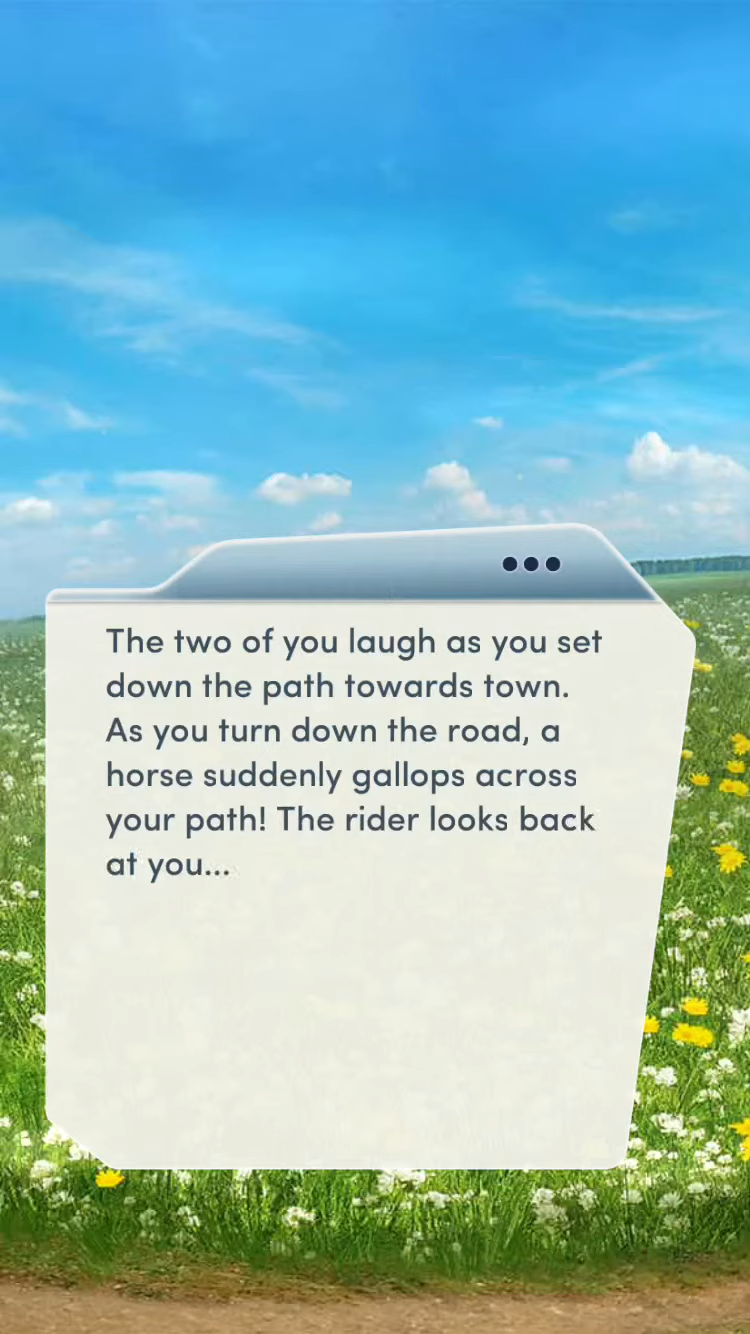 The two of you laugh as you set
down the path towards town.
As you turn down the road, a
horse suddenly gallops across
your path! The rider looks back
at you...